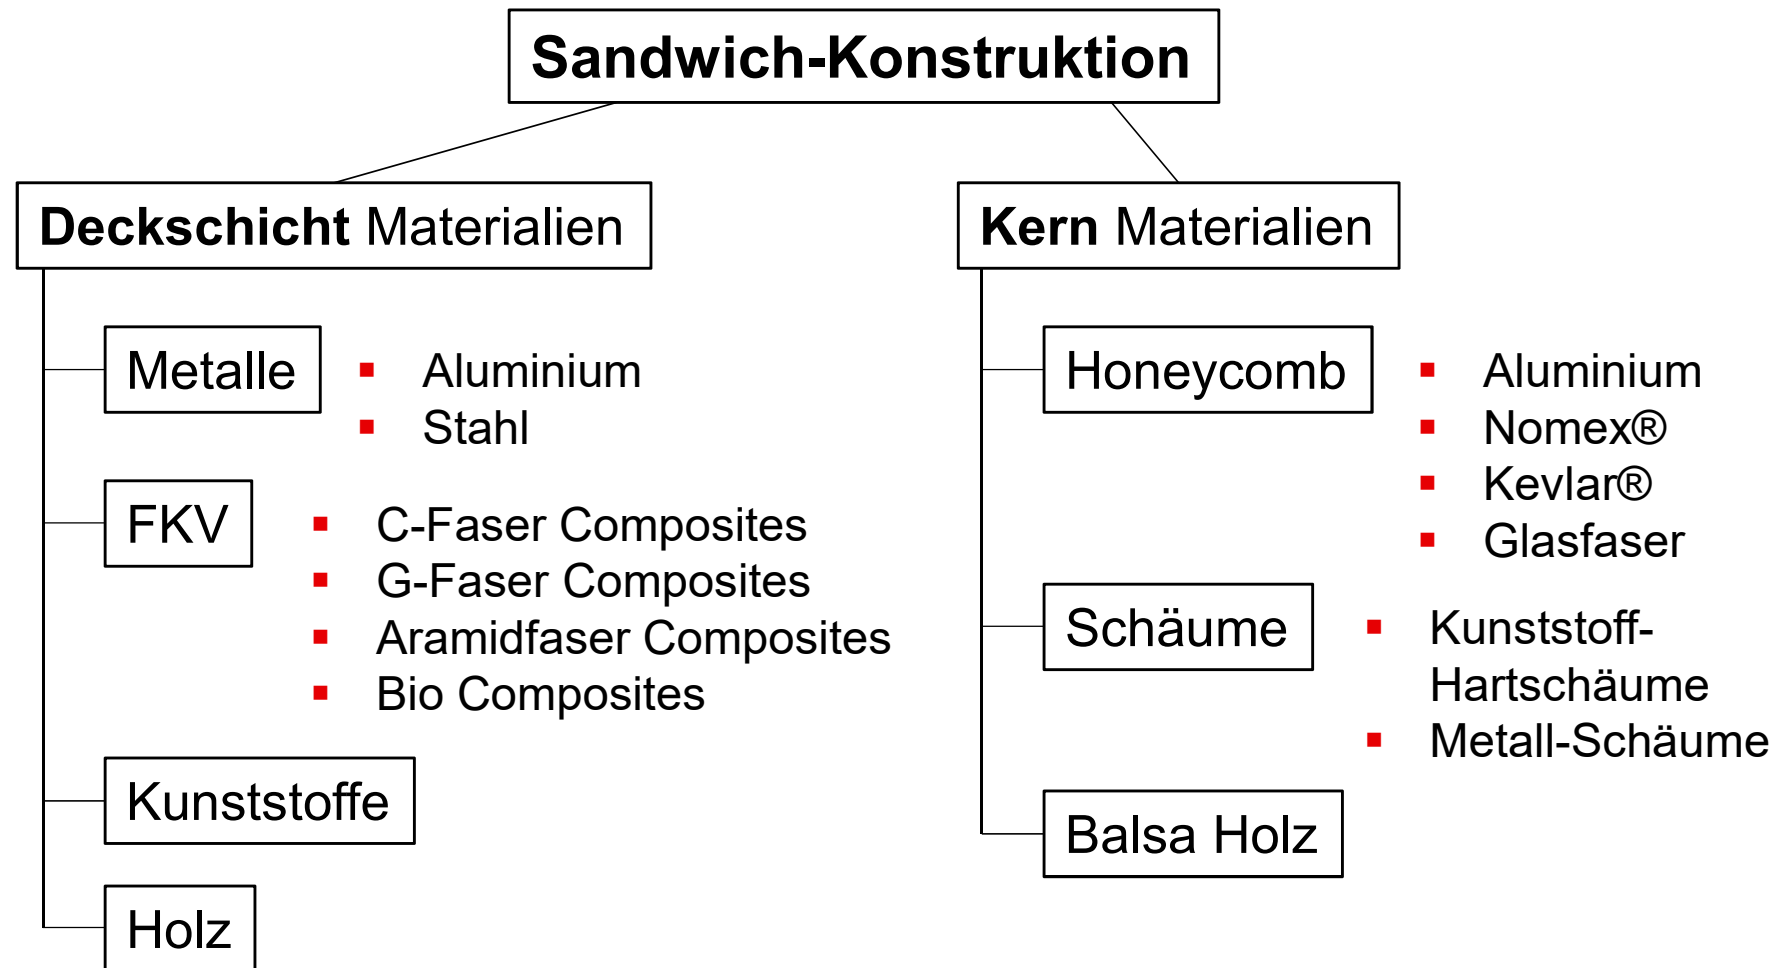 Sandwich-Konstruktion
Deckschicht Materialien
Metalle
Aluminium
Stahl
FKV
C-Faser Composites
G-Faser Composites
Aramidfaser Composites
Bio Composites
Kunststoffe
Holz
Kern Materialien
Honeycomb
Aluminium
Nomex®
Kevlar®
Glasfaser
Schäume
Kunststoff-
Hartschäume
Metall-Schäume
Balsa Holz